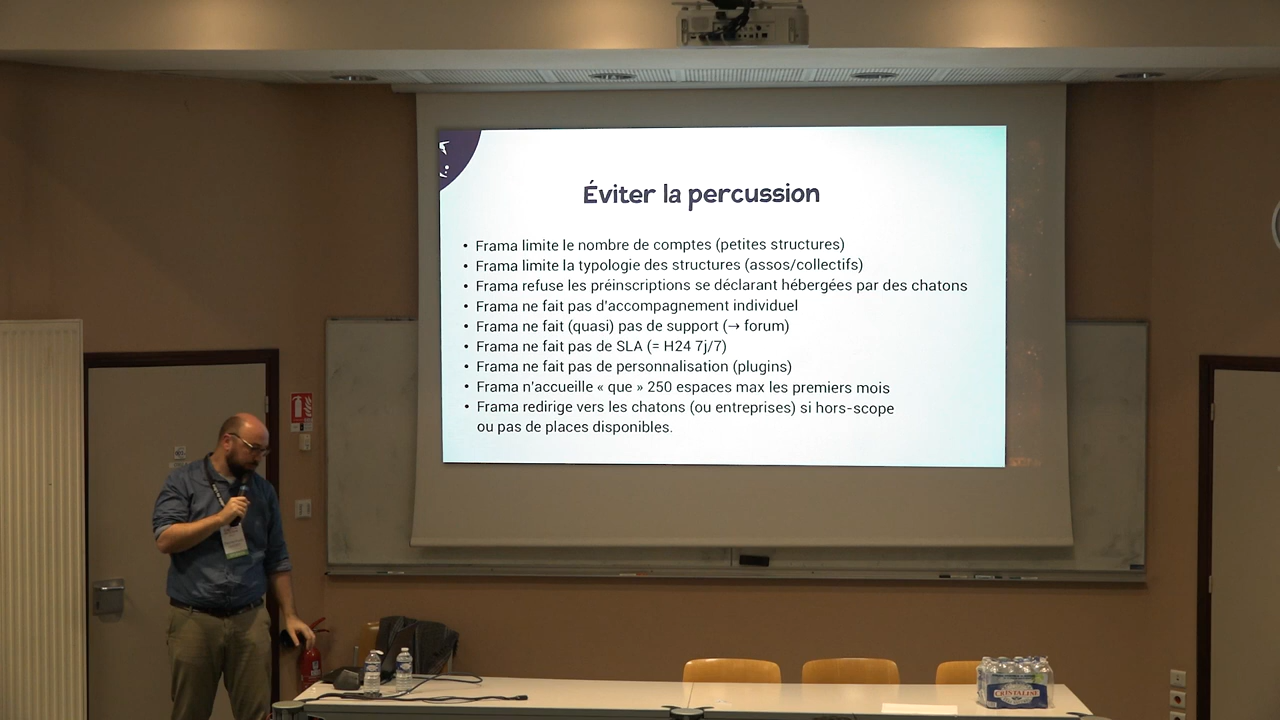 Éviter la percussion
• Frama limite le nombre de comptes (petites structures)
• Frama limite la typologie des structures (assos/collectifs)
• Frama refuse les préinscriptions se déclarant hébergées par des chatons
• Frama ne fait pas d'accompagnement individuel
• Frama ne fait (quasi) pas de support (→ forum)
• Frama ne fait pas de SLA (= H24 7j/7)
• Frama ne fait pas de personnalisation (plugins)
• Frama n'accueille « que » 250 espaces max les premiers mois
• Frama redirige vers les chatons (ou entreprises) si hors-scope
ou pas de places disponibles.
CRISTALINE